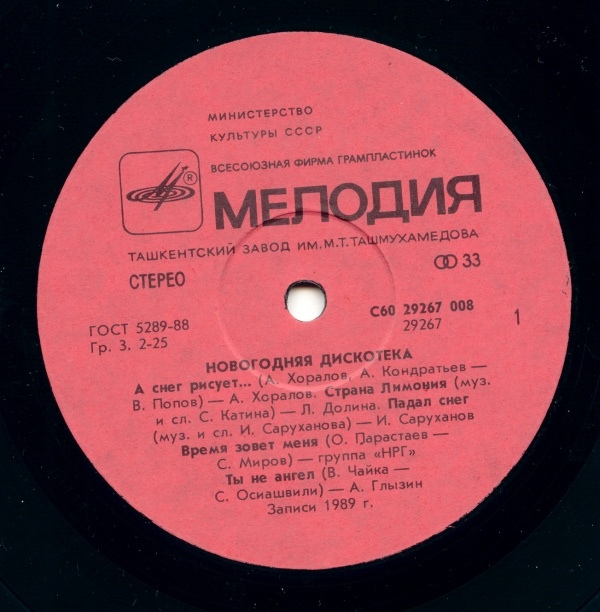 МИНИСТЕРСТВО
КУЛЬТУРЫ СССР
ВСЕСОЮЗНАЯ ФИРМА ГРАМПЛАСТИНОК
®
МЕЛОДИЯ
ТАШКЕНТСКИЙ ЗАВОД ИМ. М.Т. ТАШМУХАМЕДОВА
СТЕРЕО
33
ГОСТ 5289-88
Гр. 3. 2-25
С60 29267 008
29267
1
НОВОГОДНЯЯ ДИСКОТЕКА
А снег рисует... (А. Хоралов, А. Кондратьев —
В. Попов) — А. Хоралов. Страна Лимония (муз.
и сл. С. Катина) — Л. Долина. Падал снег
(муз. и сл. И. Саруханова) — И. Саруханов
Время зовет меня (О. Парастаев —
С. Миров) — группа «НРГ»
Ты не ангел (В. Чайка —
С. Осиашвили) — А. Глызин
Записи 1989 г.